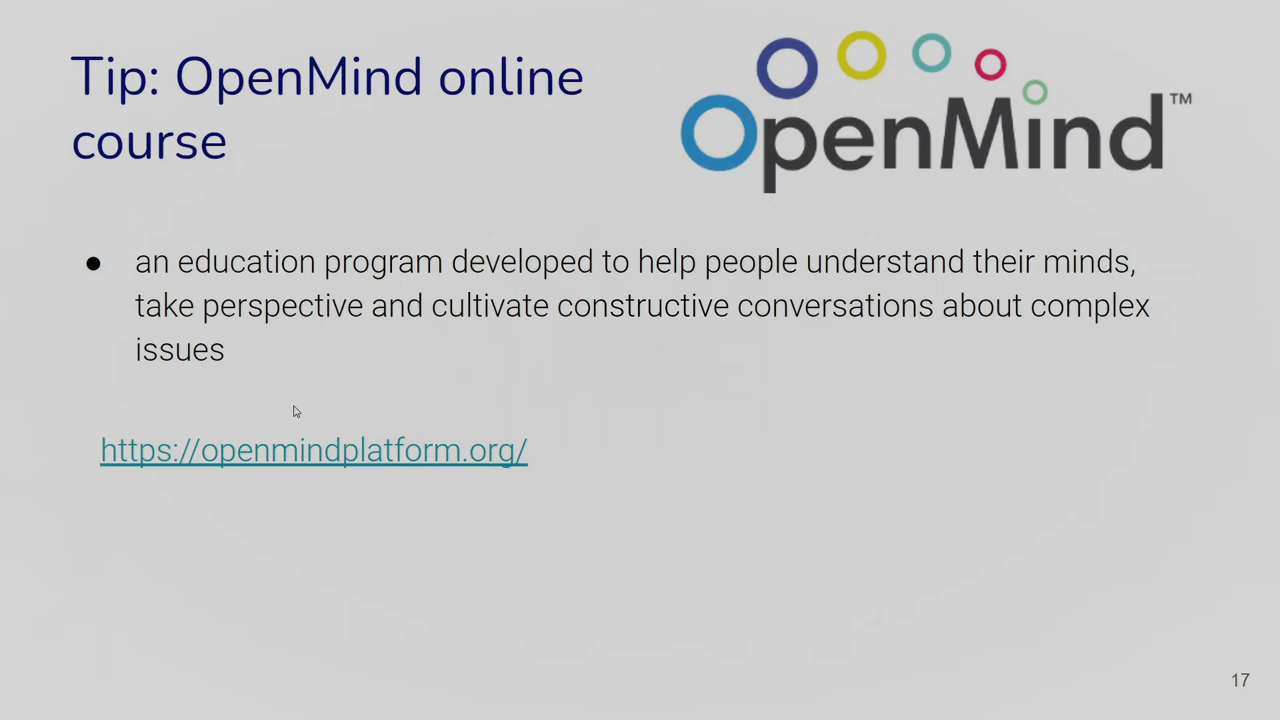 Tip: OpenMind online
course
OpenMind™
● an education program developed to help people understand their minds,
take perspective and cultivate constructive conversations about complex
issues
https://openmindplatform.org/
17